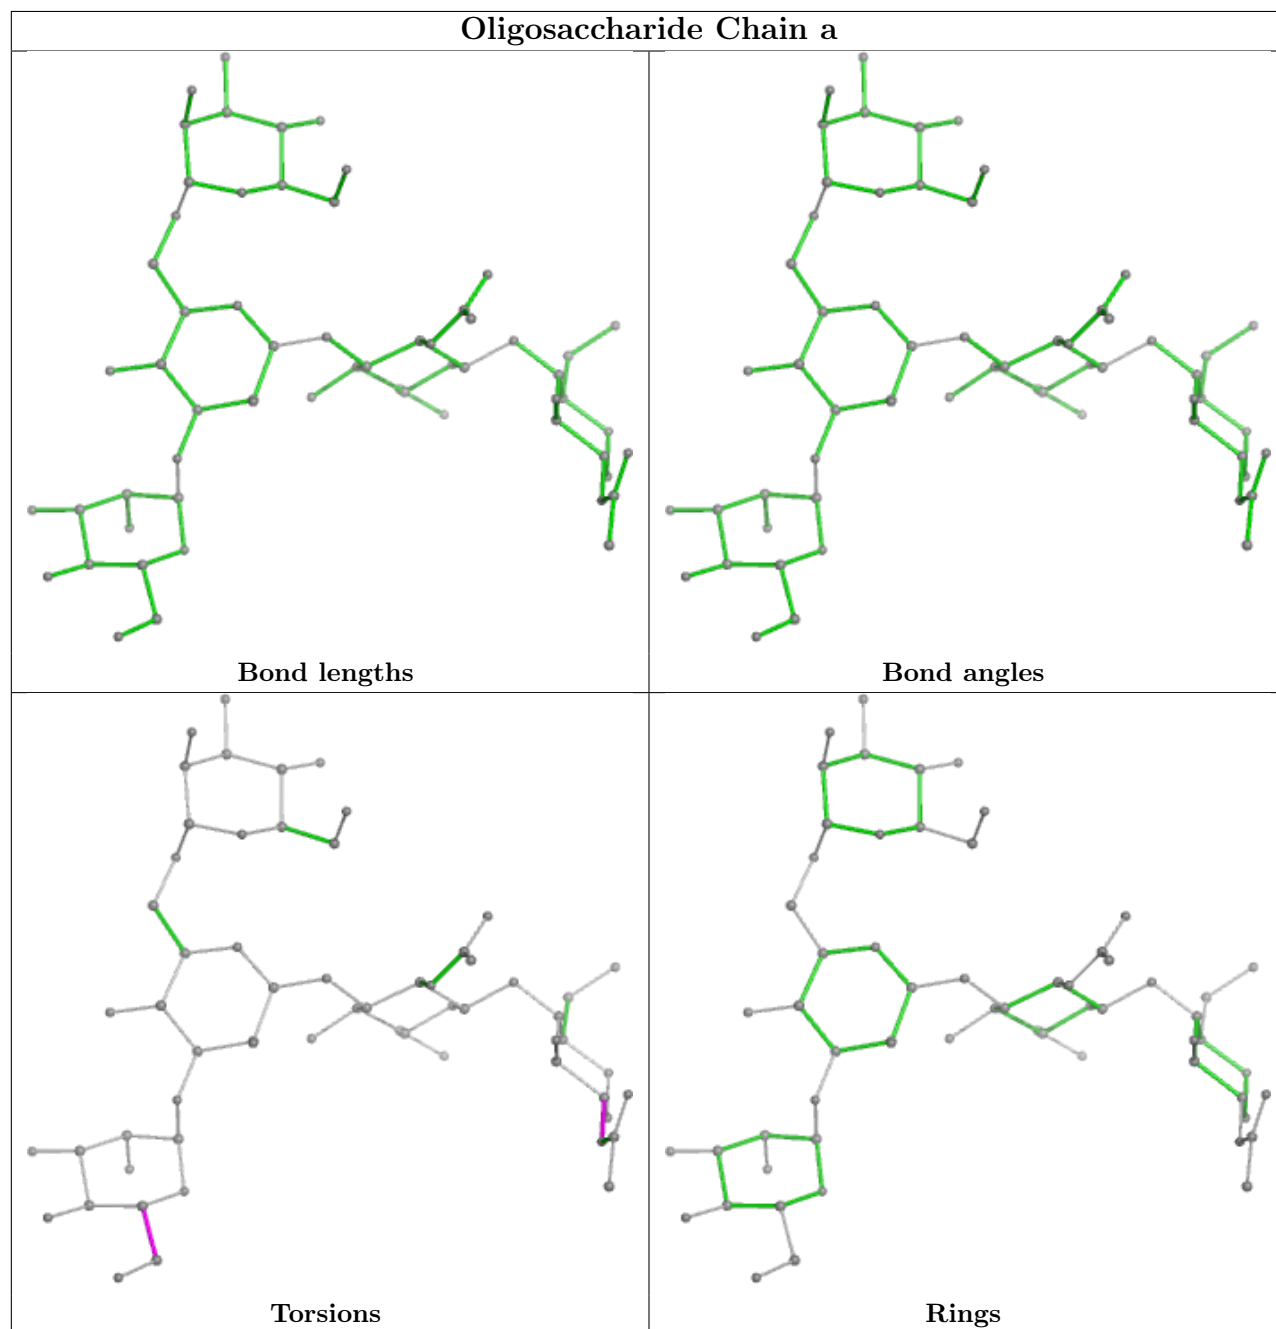 Oligosaccharide Chain a
Bond lengths
Bond angles
Torsions
Rings